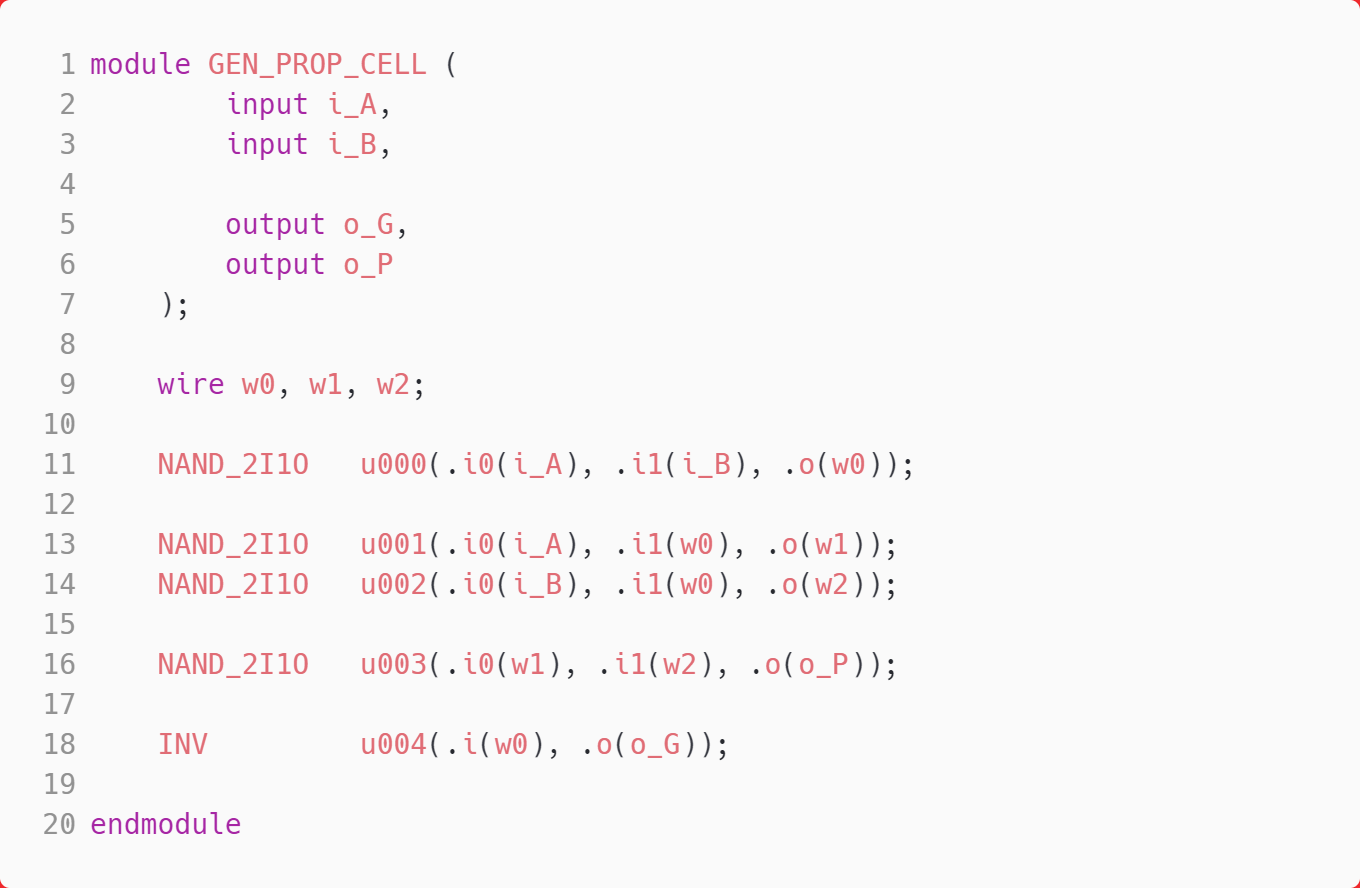 1 module GEN_PROP_CELL (
2         input i_A,
3         input i_B,
4
5         output o_G,
6         output o_P
7     );
8
9     wire w0, w1, w2;
10
11     NAND_2I1O   u000(.i0(i_A), .i1(i_B), .o(w0));
12
13     NAND_2I1O   u001(.i0(i_A), .i1(w0), .o(w1));
14     NAND_2I1O   u002(.i0(i_B), .i1(w0), .o(w2));
15
16     NAND_2I1O   u003(.i0(w1), .i1(w2), .o(o_P));
17
18     INV         u004(.i(w0), .o(o_G));
19
20 endmodule